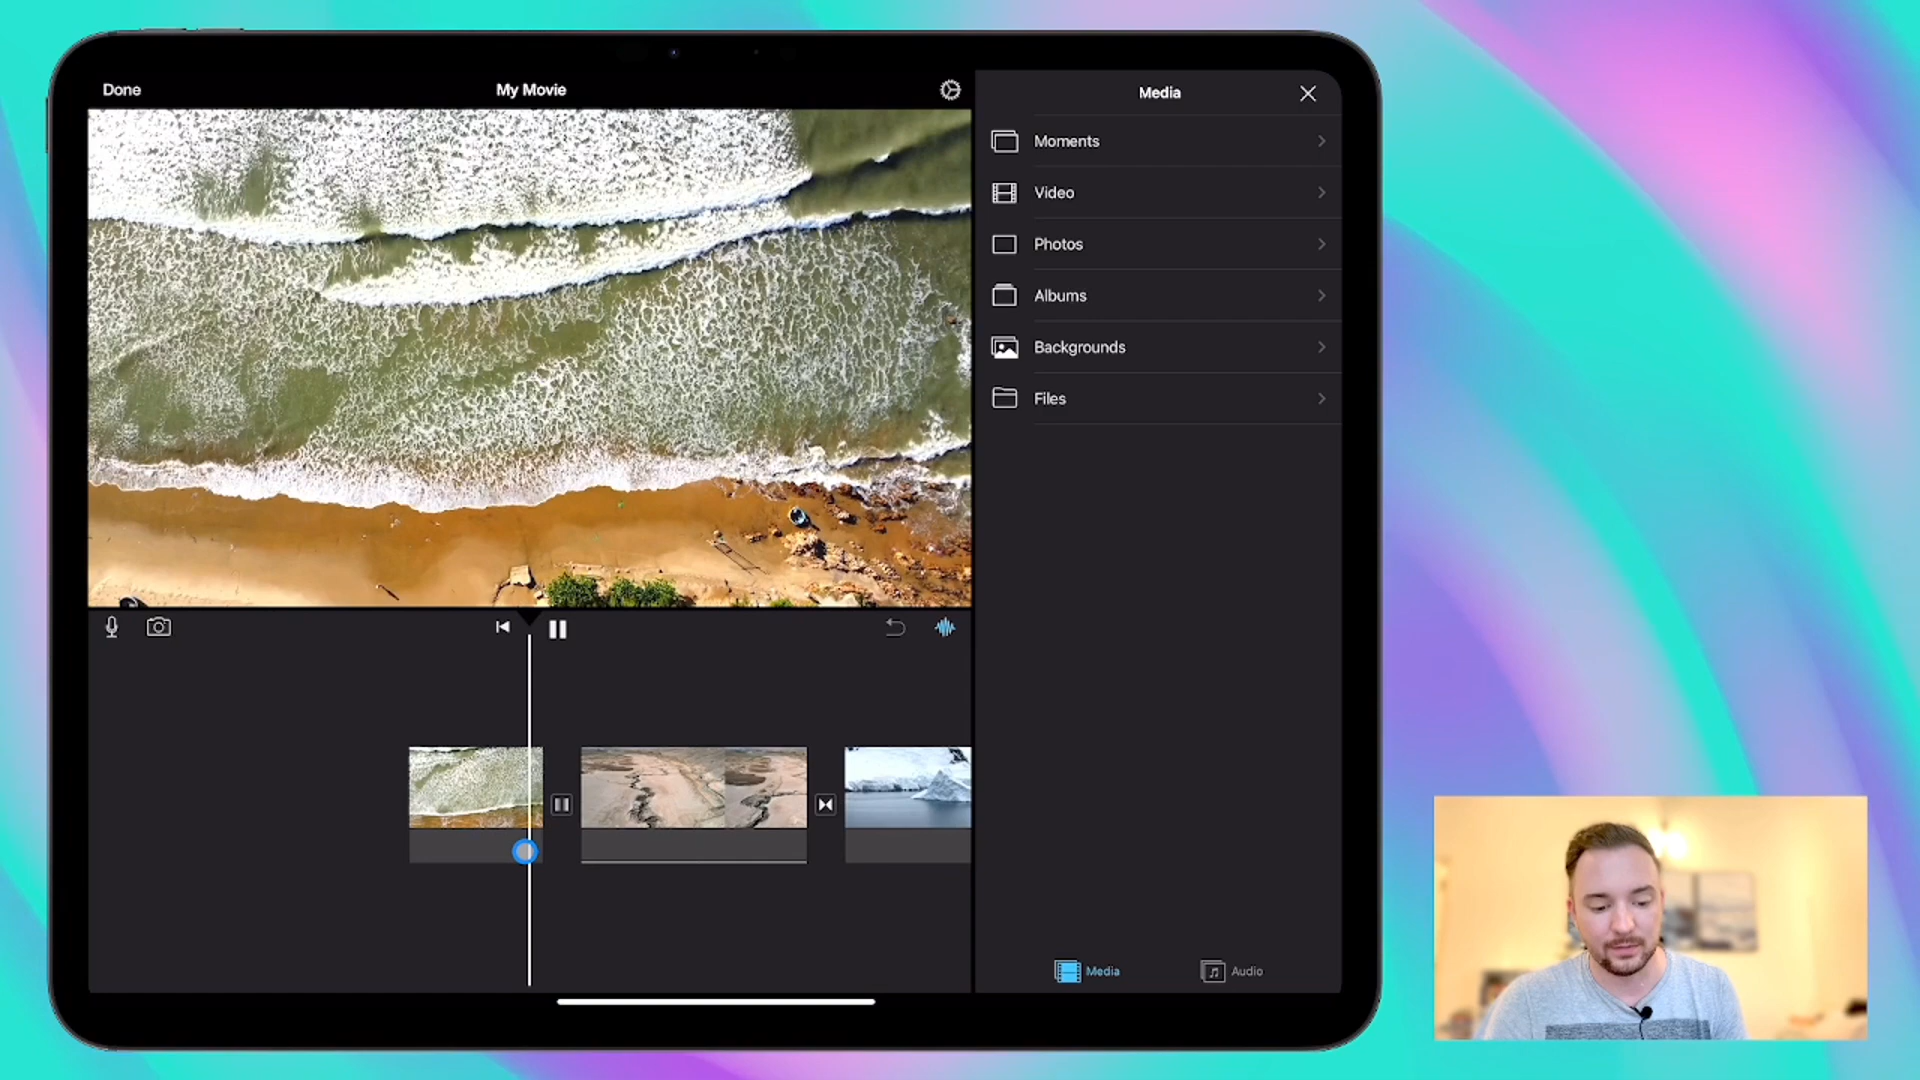 Done
My Movie
Media
Moments
Video
Photos
Albums
Backgrounds
Files
Media
Audio